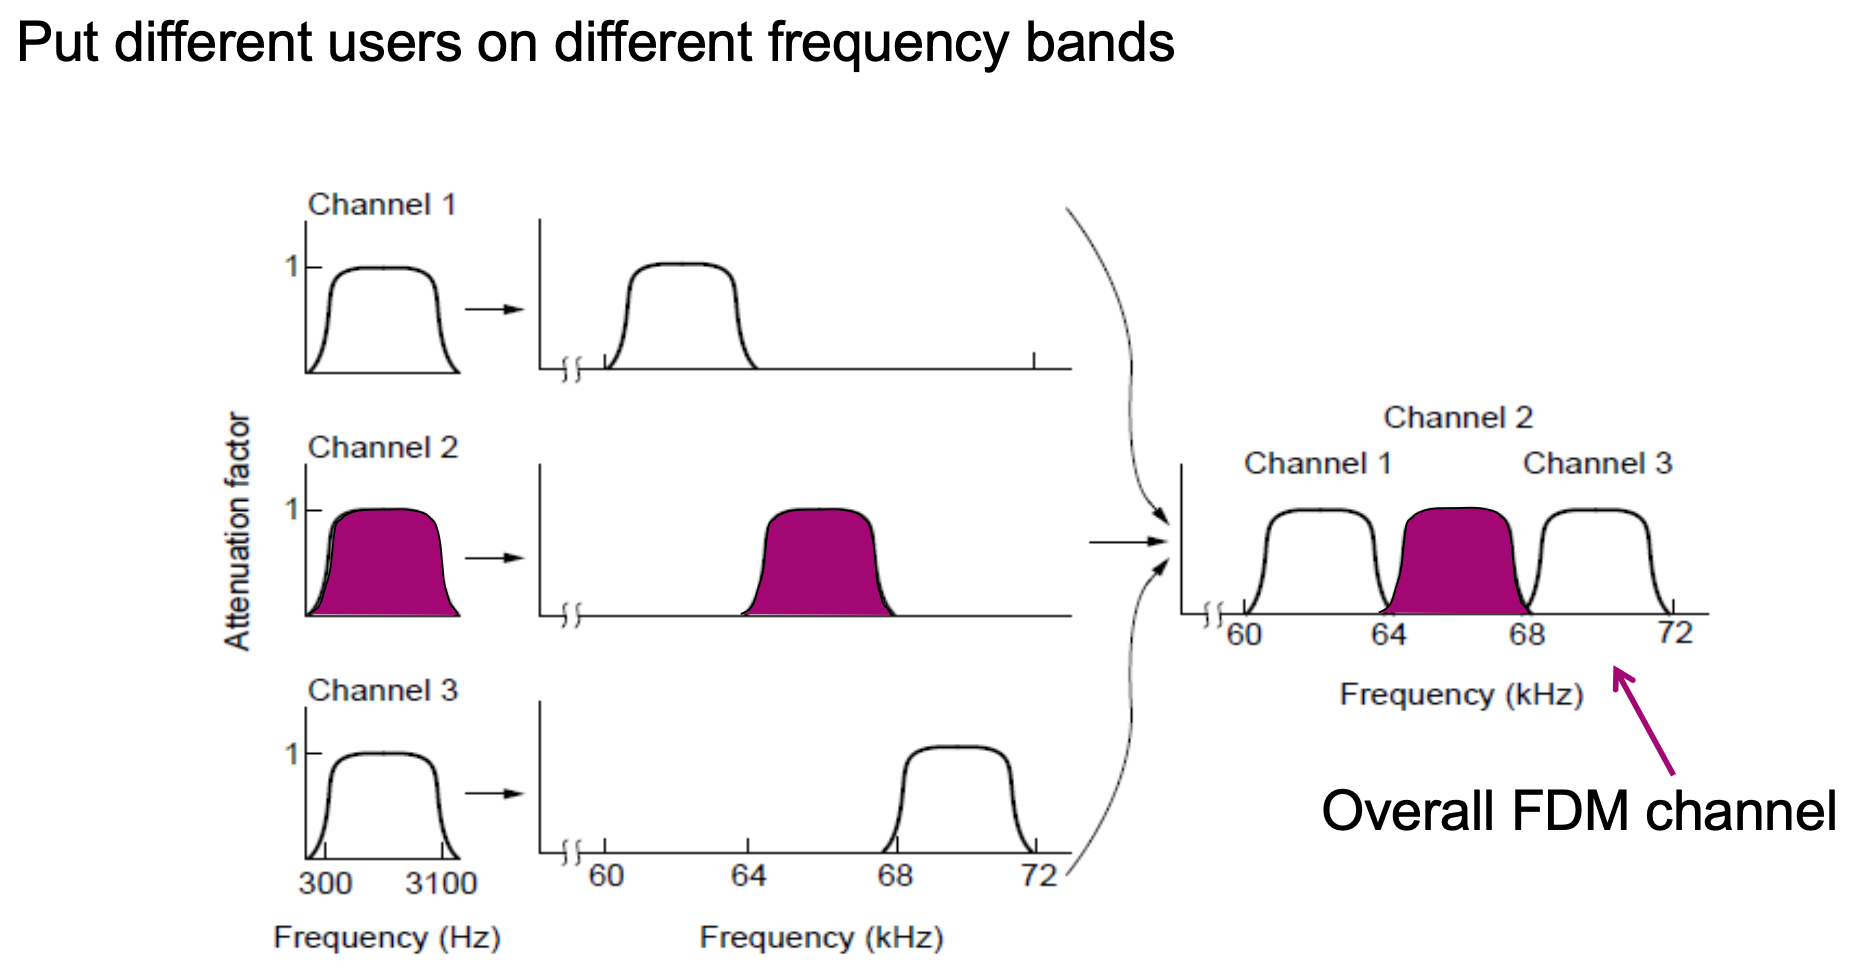 Put different users on different frequency bands
Channel 1
1
Channel 2
1
Attenuation factor
Channel 3
1
300 3100
Frequency (Hz)
60 64 68 72
Frequency (kHz)
Channel 2
Channel 1 Channel 3
60 64 68 72
Frequency (kHz)
Overall FDM channel